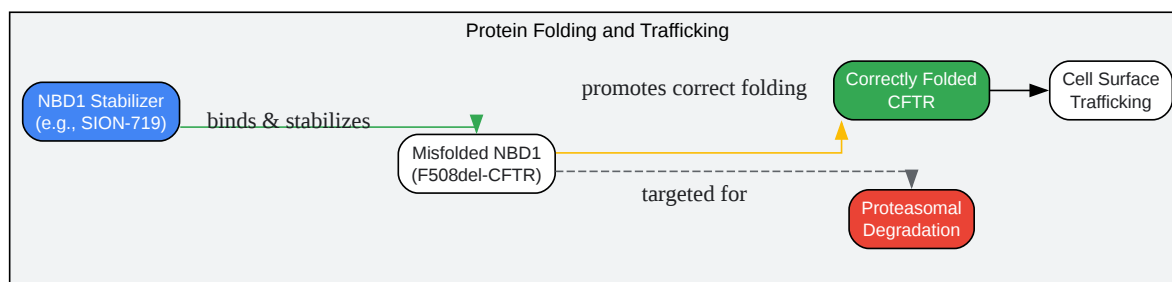 Protein Folding and Trafficking
NBD1 Stabilizer
(e.g., SION-719)
binds & stabilizes
Misfolded NBD1
(F508del-CFTR)
promotes correct folding
Correctly Folded
CFTR
Cell Surface
Trafficking
targeted for
Proteasomal
Degradation